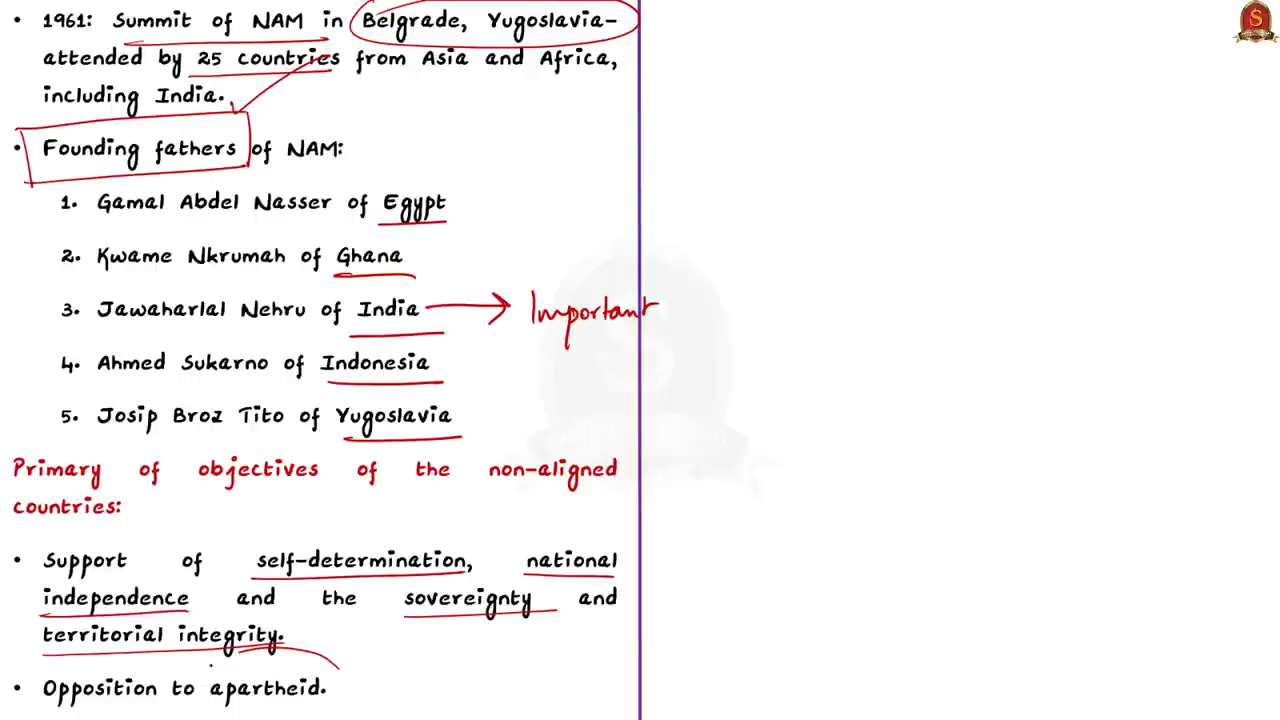 • 1961: Summit of NAM in Belgrade, Yugoslavia-
attended by 25 countries from Asia and Africa,
including India.
• Founding fathers of NAM:
1. Gamal Abdel Nasser of Egypt
2. Kwame Nkrumah of Ghana
3. Jawaharlal Nehru of India → Important
4. Ahmed Sukarno of Indonesia
5. Josip Broz Tito of Yugoslavia
Primary of objectives of the non-aligned
countries:
• Support of self-determination, national
independence and the sovereignty and
territorial integrity.
• Opposition to apartheid.